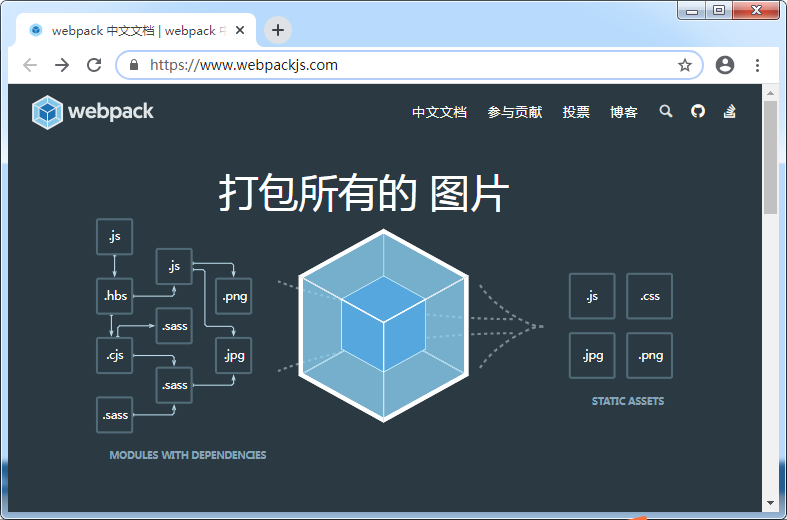 webpack 中文文档 | webpack 中
https://www.webpackjs.com
webpack
中文文档 参与贡献 投票 博客
打包所有的 图片
.js
.js
.hbs
.png
.sass
.cjs
.jpg
.sass
.sass
MODULES WITH DEPENDENCIES
.js
.css
.jpg
.png
STATIC ASSETS